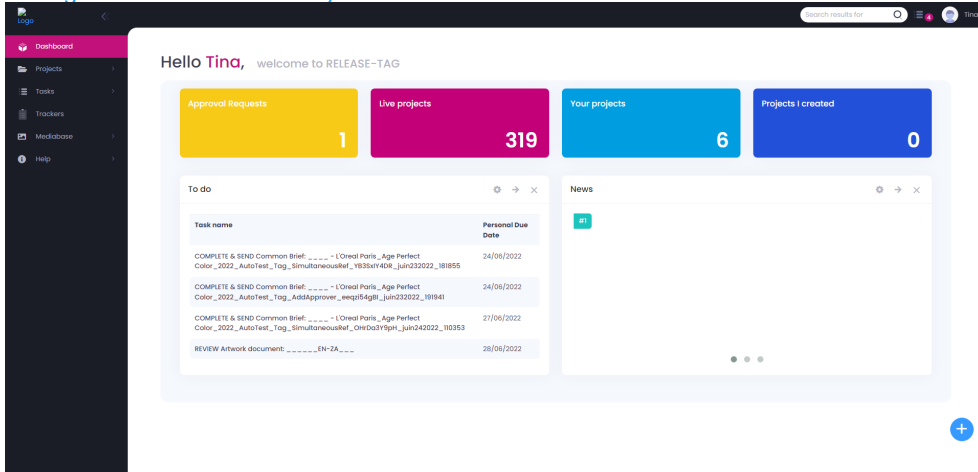 Logo
Search results for
4
Tina
Dashboard
Projects
Tasks
Trackers
Mediabase
Help
Hello Tina, welcome to RELEASE-TAG
Approval Requests
1
Live projects
319
Your projects
6
Projects I created
0
To do
Task name
Personal Due
Date
COMPLETE & SEND Common Brief: ____ - L'Oreal Paris_Age Perfect
Color_2022_AutoTest_Tag_SimultaneousRef_YB3SxIY4DR_juin232022_181855
24/06/2022
COMPLETE & SEND Common Brief: ____ - L'Oreal Paris_Age Perfect
Color_2022_AutoTest_Tag_AddApprover_eeqzi54gBI_juin232022_191941
24/06/2022
COMPLETE & SEND Common Brief: ____ - L'Oreal Paris_Age Perfect
Color_2022_AutoTest_Tag_SimultaneousRef_OHrDa3Y9pH_juin242022_110353
27/06/2022
REVIEW Artwork document: ______EN-ZA___
28/06/2022
News
#1